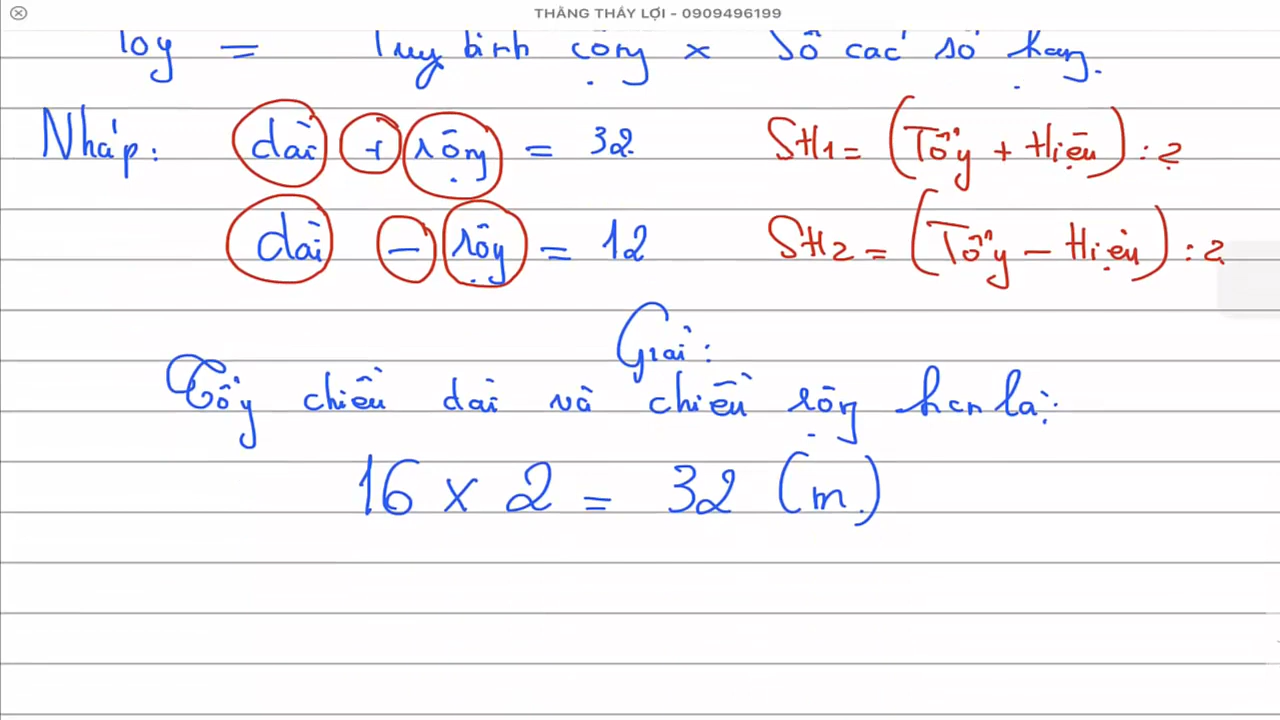 THẰNG THẦY LỢI - 0909496199
Tổng = Trung bình cộng x Số các số hạng.
Nháp: dài + rộng = 32 SH1 = (Tổng + Hiệu) : 2
dài - rộng = 12 SH2 = (Tổng - Hiệu) : 2
Giải:
Tổng chiều dài và chiều rộng hcn là:
16 x 2 = 32 (m)